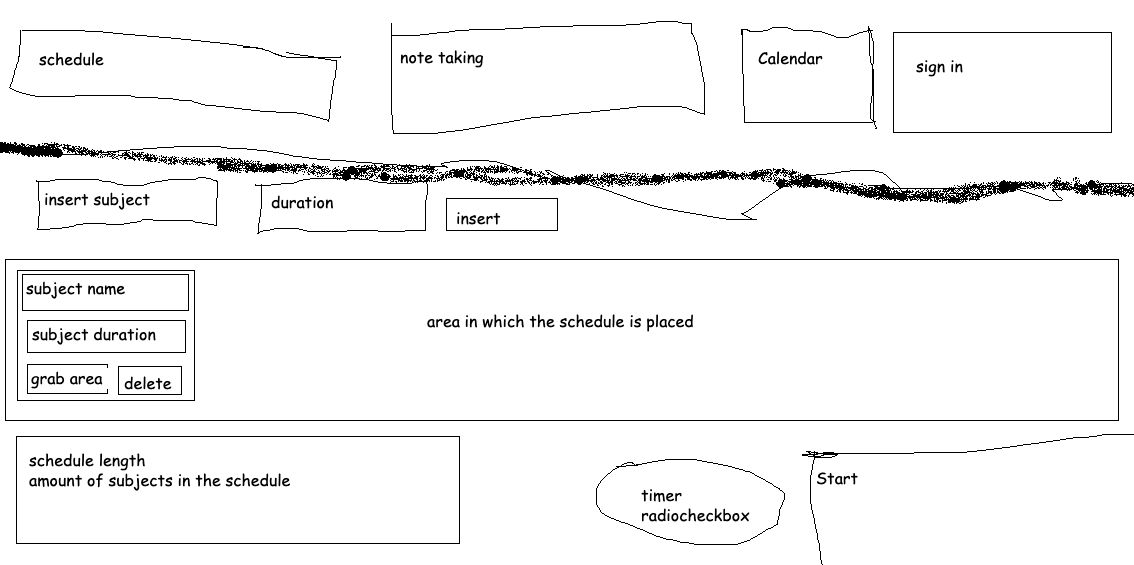 schedule
note taking
Calendar
sign in
insert subject
duration
insert
subject name
subject duration
grab area
delete
area in which the schedule is placed
schedule length
amount of subjects in the schedule
timer
radiocheckbox
Start